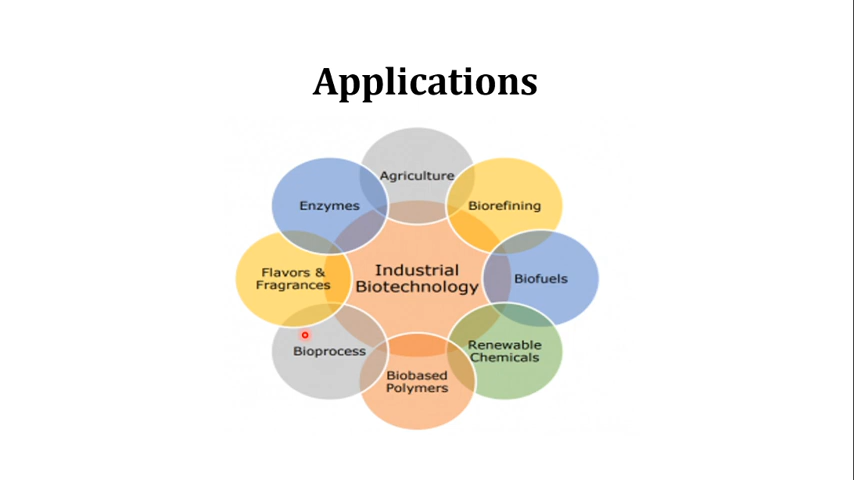 Applications
Agriculture
Enzymes
Biorefining
Flavors &
Fragrances
Industrial
Biotechnology
Biofuels
Bioprocess
Renewable
Chemicals
Biobased
Polymers